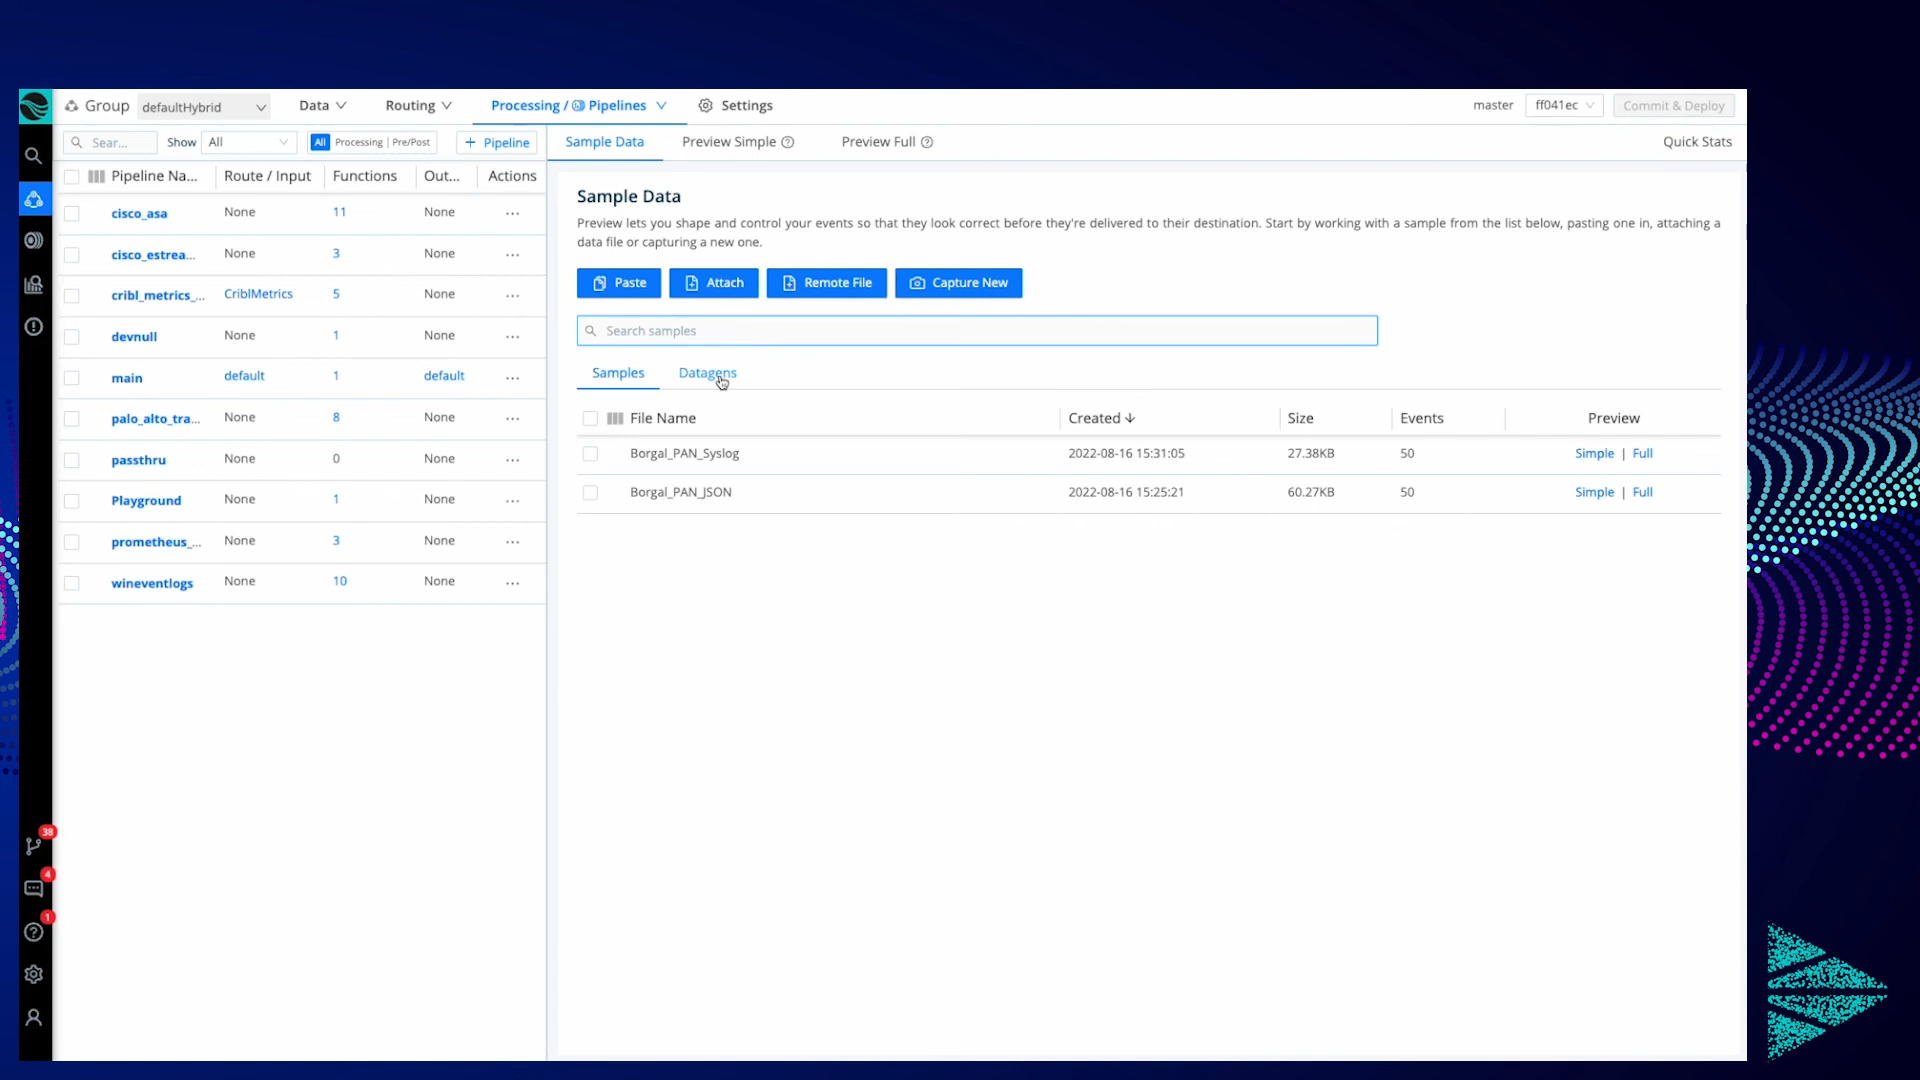 Group defaultHybrid Data Routing Processing / Pipelines Settings master ff041ec Commit & Deploy
Sear... Show All All Processing | Pre/Post + Pipeline Sample Data Preview Simple Preview Full Quick Stats
Pipeline Na... Route / Input Functions Out... Actions
cisco_asa None 11 None ...
cisco_estrea... None 3 None ...
cribl_metrics_... CriblMetrics 5 None ...
devnull None 1 None ...
main default 1 default ...
palo_alto_tra... None 8 None ...
passthru None 0 None ...
Playground None 1 None ...
prometheus_... None 3 None ...
wineventlogs None 10 None ...
38
4
1
Sample Data
Preview lets you shape and control your events so that they look correct before they're delivered to their destination. Start by working with a sample from the list below, pasting one in, attaching a
data file or capturing a new one.
Paste Attach Remote File Capture New
Search samples
Samples Datagens
File Name Created Size Events Preview
Borgal_PAN_Syslog 2022-08-16 15:31:05 27.38KB 50 Simple | Full
Borgal_PAN_JSON 2022-08-16 15:25:21 60.27KB 50 Simple | Full